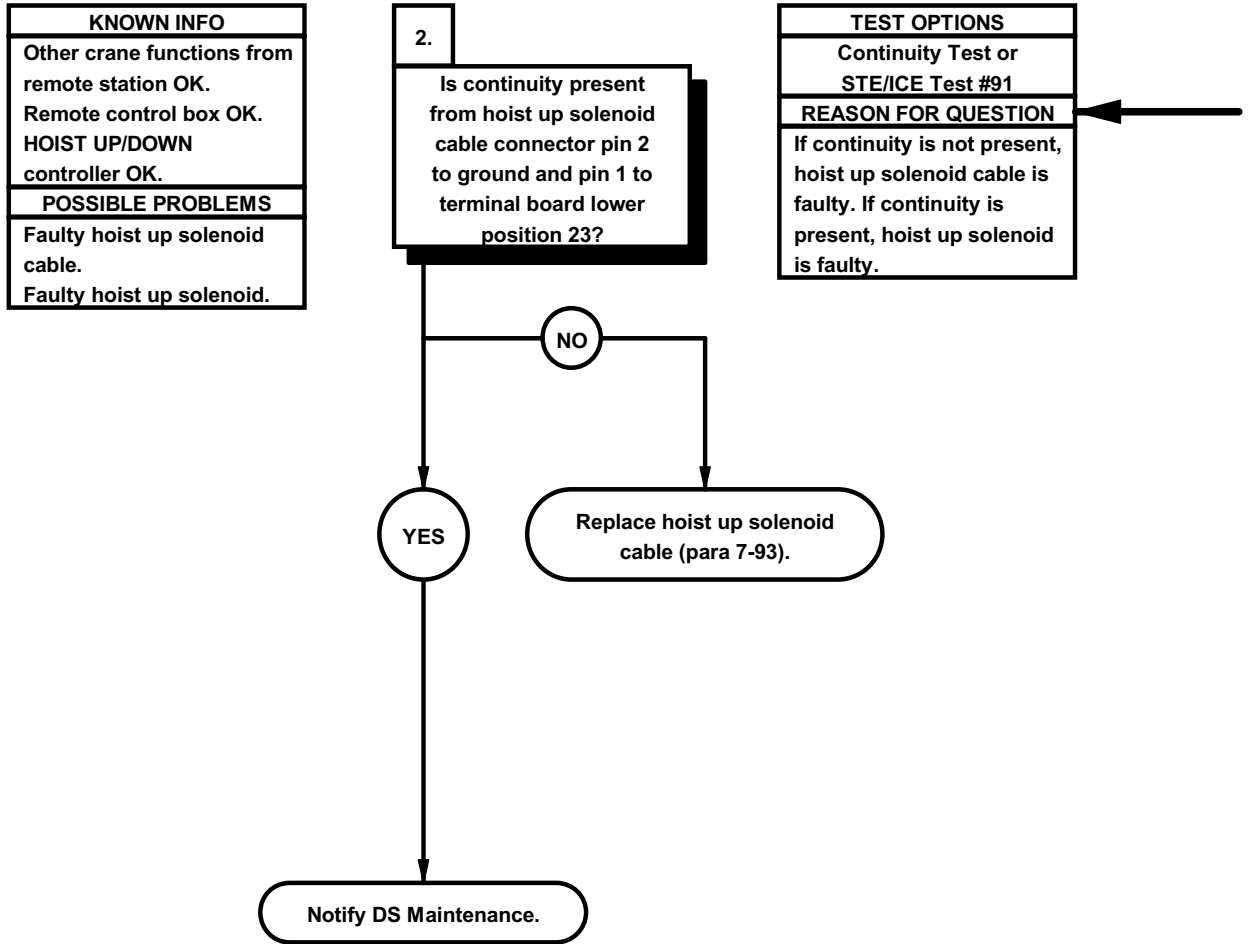 KNOWN INFO
Other crane functions from
remote station OK.
Remote control box OK.
HOIST UP/DOWN
controller OK.
POSSIBLE PROBLEMS
Faulty hoist up solenoid
cable.
Faulty hoist up solenoid.
2.
Is continuity present
from hoist up solenoid
cable connector pin 2
to ground and pin 1 to
terminal board lower
position 23?
TEST OPTIONS
Continuity Test or
STE/ICE Test #91
REASON FOR QUESTION
If continuity is not present,
hoist up solenoid cable is
faulty. If continuity is
present, hoist up solenoid
is faulty.
NO
YES
Replace hoist up solenoid
cable (para 7-93).
Notify DS Maintenance.